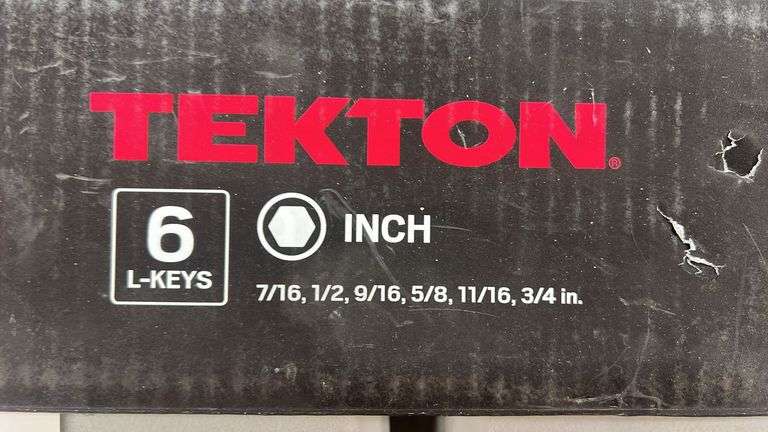 TEKTON®
6
L-KEYS
INCH
7/16, 1/2, 9/16, 5/8, 11/16, 3/4 in.